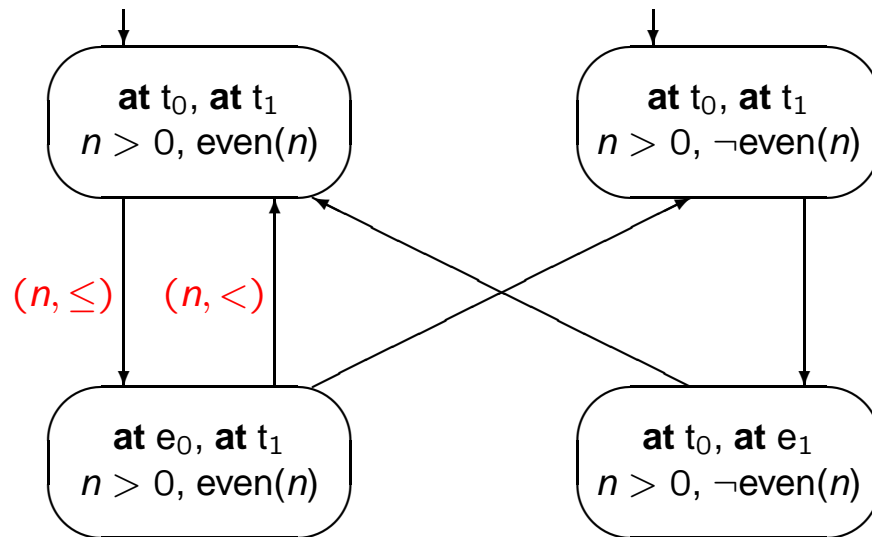 at t₀, at t₁
n > 0, even(n)
at t₀, at t₁
n > 0, ¬even(n)
(n, ≤)
(n, <)
at e₀, at t₁
n > 0, even(n)
at t₀, at e₁
n > 0, ¬even(n)